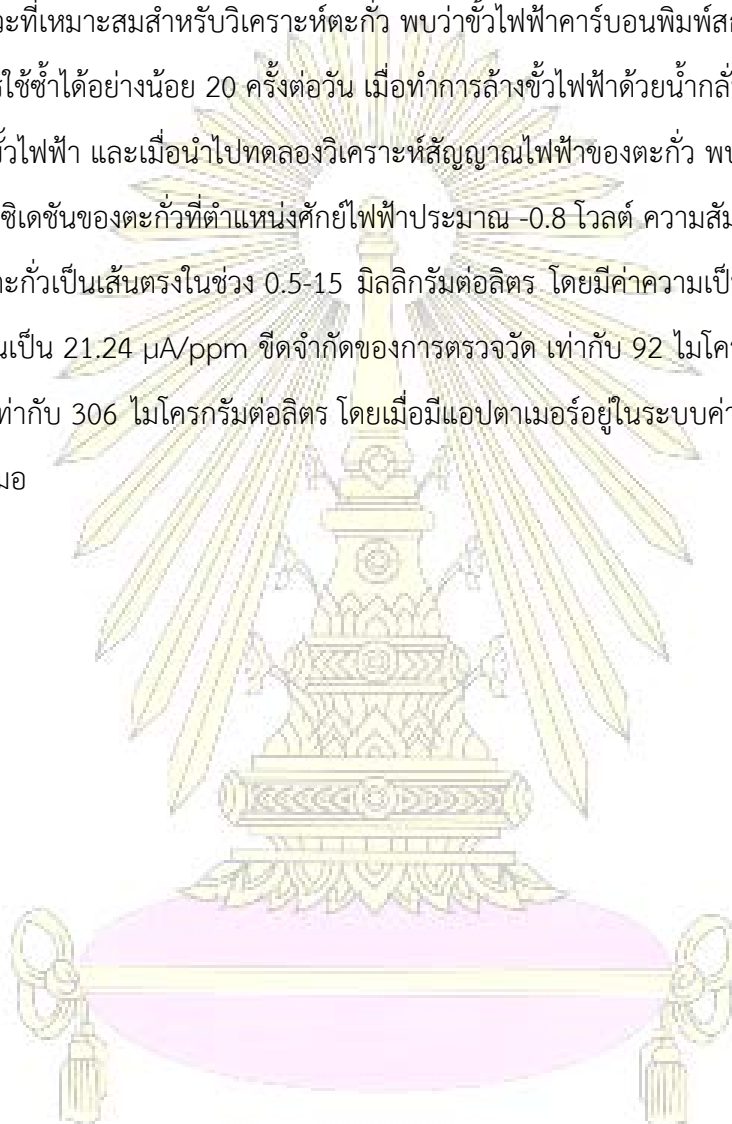 วะที่เหมาะสมสำหรับวิเคราะห์ตะกั่ว พบว่าขั้วไฟฟ้าคาร์บอนพิมพ์สก
ใช้ซ้ำได้อย่างน้อย 20 ครั้งต่อวัน เมื่อทำการล้างขั้วไฟฟ้าด้วยน้ำกลั่
ขั้วไฟฟ้า และเมื่อนำไปทดลองวิเคราะห์สัญญาณไฟฟ้าของตะกั่ว พบ
ซิเดชันของตะกั่วที่ตำแหน่งศักย์ไฟฟ้าประมาณ -0.8 โวลต์ ความสัม
ะกั่วเป็นเส้นตรงในช่วง 0.5-15 มิลลิกรัมต่อลิตร โดยมีค่าความเป็
นเป็น 21.24 µA/ppm ขีดจำกัดของการตรวจวัด เท่ากับ 92 ไมโคร
ท่ากับ 306 ไมโครกรัมต่อลิตร โดยเมื่อมีแอปตาเมอร์อยู่ในระบบค่า
มอ